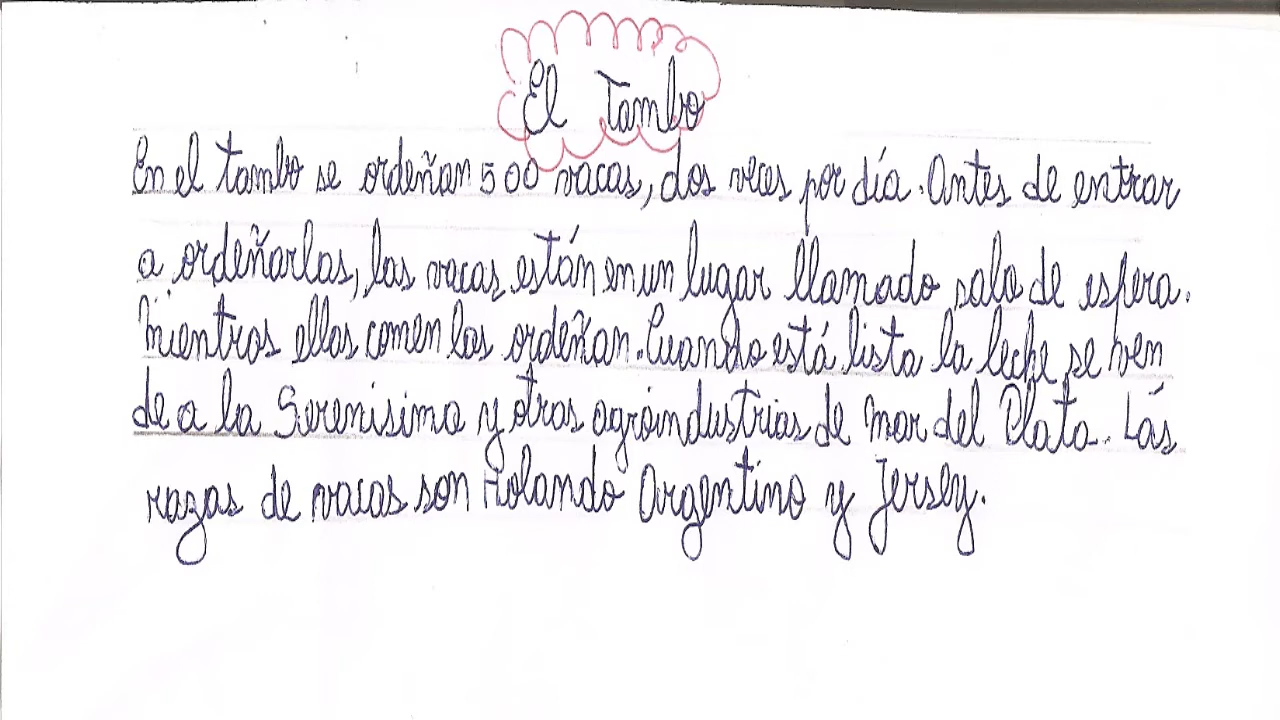 El Tambo
En el tambo se ordeñan 500 vacas, dos veces por día. Antes de entrar
a ordeñarlas, las vacas están en un lugar llamado sala de espera.
Mientras ellas comen las ordeñan. Cuando está lista la leche se ven
de a la Serenisima y otras agroindustrias de Mar del Plata. Lás
razas de vacas son Holando Argentino y Jersey.